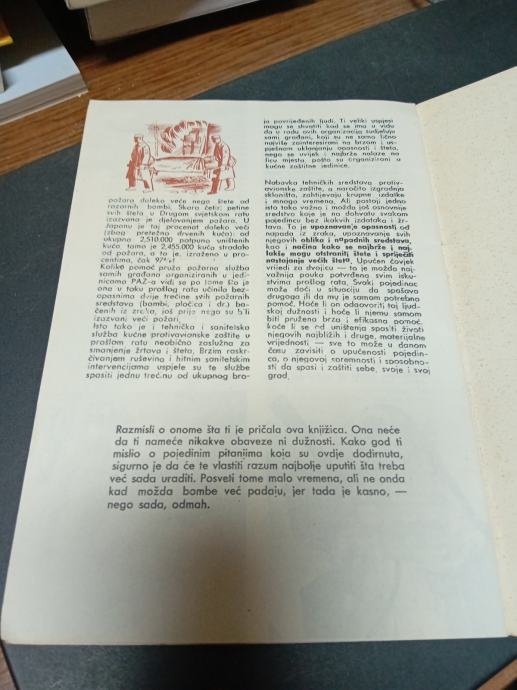 požara daleko veće nego štete od
razornih bombi. Skoro četiri petine
svih šteta u Drugom svjetskom ratu
izazvano je djelovanjem požara. U
Japanu je taj procenat daleko veći
(zbog pretežno drvenih kuća): od
ukupno 2,510.000 potpuno uništenih
kuća, tamo je 2,455.000 kuća stradalo
od požara, a to je, izraženo u pro-
centima, čak 97%!
Koliko pomoć pruža požarna služba
samih građana organiziranih u jedi-
nicama PAZ-a vidi se po tome što je
ona u toku prošlog rata učinila bez-
opasnima dvije trećine svih požarnih
sredstava (bombi, pločica i dr.) ba-
čenih iz zraka, još prije nego su bili
izazvani veći požari.
Isto tako je i tehnička i sanitetska
služba kućne protivavionske zaštite u
prošlom ratu neobično zaslužna za
smanjenje žrtava i šteta. Brzim raskr-
čivanjem ruševina i hitnim sanitetskim
intervencijama uspjele su te službe
spasiti jednu trećinu od ukupnog bro-
ja povrijeđenih ljudi. Ti veliki uspjesi
mogu se shvatiti kad se ima u vidu
da u radu ovih organizacija sudjeluju
sami građani, koji su ne samo lično
najviše zainteresirani na brzom i us-
pješnom uklanjanju opasnosti i šteta,
nego se uvijek i najbrže nalaze na
licu mjesta, pošto su organizirani u
kućne zaštitne jedinice.
Nabavka tehničkih sredstava protiv-
avionske zaštite, a naročito izgradnja
skloništa, zahtijevaju krupne izdatke
i mnogo vremena. Ali postoji jedno
isto tako važno i možda još osnovnije
sredstvo koje je na dohvatu svakom
pojedincu bez ikakvih izdataka i žr-
tava. To je upoznavanje opasnosti od
napada iz zraka, upoznavanje svih
njegovih oblika i napadnih sredstava,
kao i načina kako se najbrže i naj-
lakše mogu otstraniti štete i spriječiti
nastajanje većih šteta. Upućen čovjek
vrijedi za dvojicu — to je možda naj-
važnija pouka potvrđena svim isku-
stvima prošlog rata. Svaki pojedinac
može doći u situaciju da spašava
drugoga ili da mu je samom potrebna
pomoć. Hoće li on odgovoriti toj ljud-
skoj dužnosti i hoće li njemu samom
biti pružena brza i efikasna pomoć,
hoće li se od uništenja spasiti životi
njegovih najbližih i druge, materijalne
vrijednosti — sve to može u danom
času zavisiti o upućenosti pojedin-
ca, o njegovoj spremnosti i sposobno-
sti da spasi i zaštiti sebe, svoje i svoj
grad.
Razmisli o onome šta ti je pričala ova knjižica. Ona neće
da ti nameće nikakve obaveze ni dužnosti. Kako god ti
mislio o pojedinim pitanjima koja su ovdje dodirnuta,
sigurno je da će te vlastiti razum najbolje uputiti šta treba
već sada uraditi. Posveti tome malo vremena, ali ne onda
kad možda bombe već padaju, jer tada je kasno, —
nego sada, odmah.